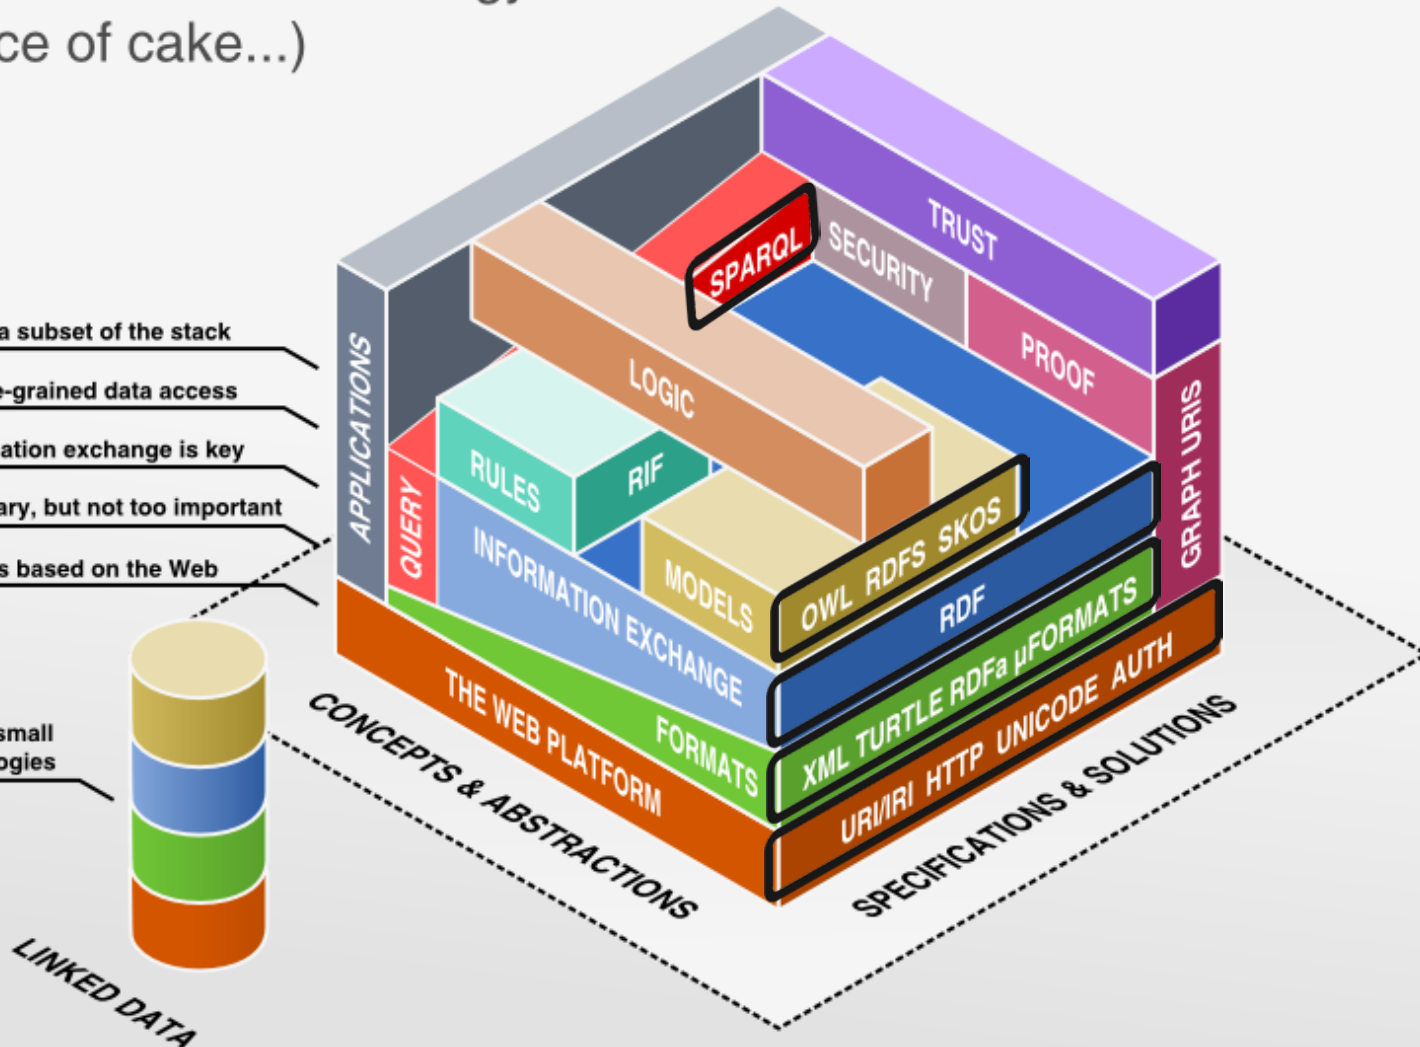 ce of cake...)
a subset of the stack
e-grained data access
ation exchange is key
ary, but not too important
s based on the Web
small
ogies
LINKED DATA
APPLICATIONS
QUERY
RULES
RIF
LOGIC
SPARQL
SECURITY
TRUST
PROOF
GRAPH URIS
INFORMATION EXCHANGE
MODELS
OWL RDFS SKOS
RDF
FORMATS
XML TURTLE RDFa μFORMATS
THE WEB PLATFORM
URI/IRI HTTP UNICODE AUTH
CONCEPTS & ABSTRACTIONS
SPECIFICATIONS & SOLUTIONS